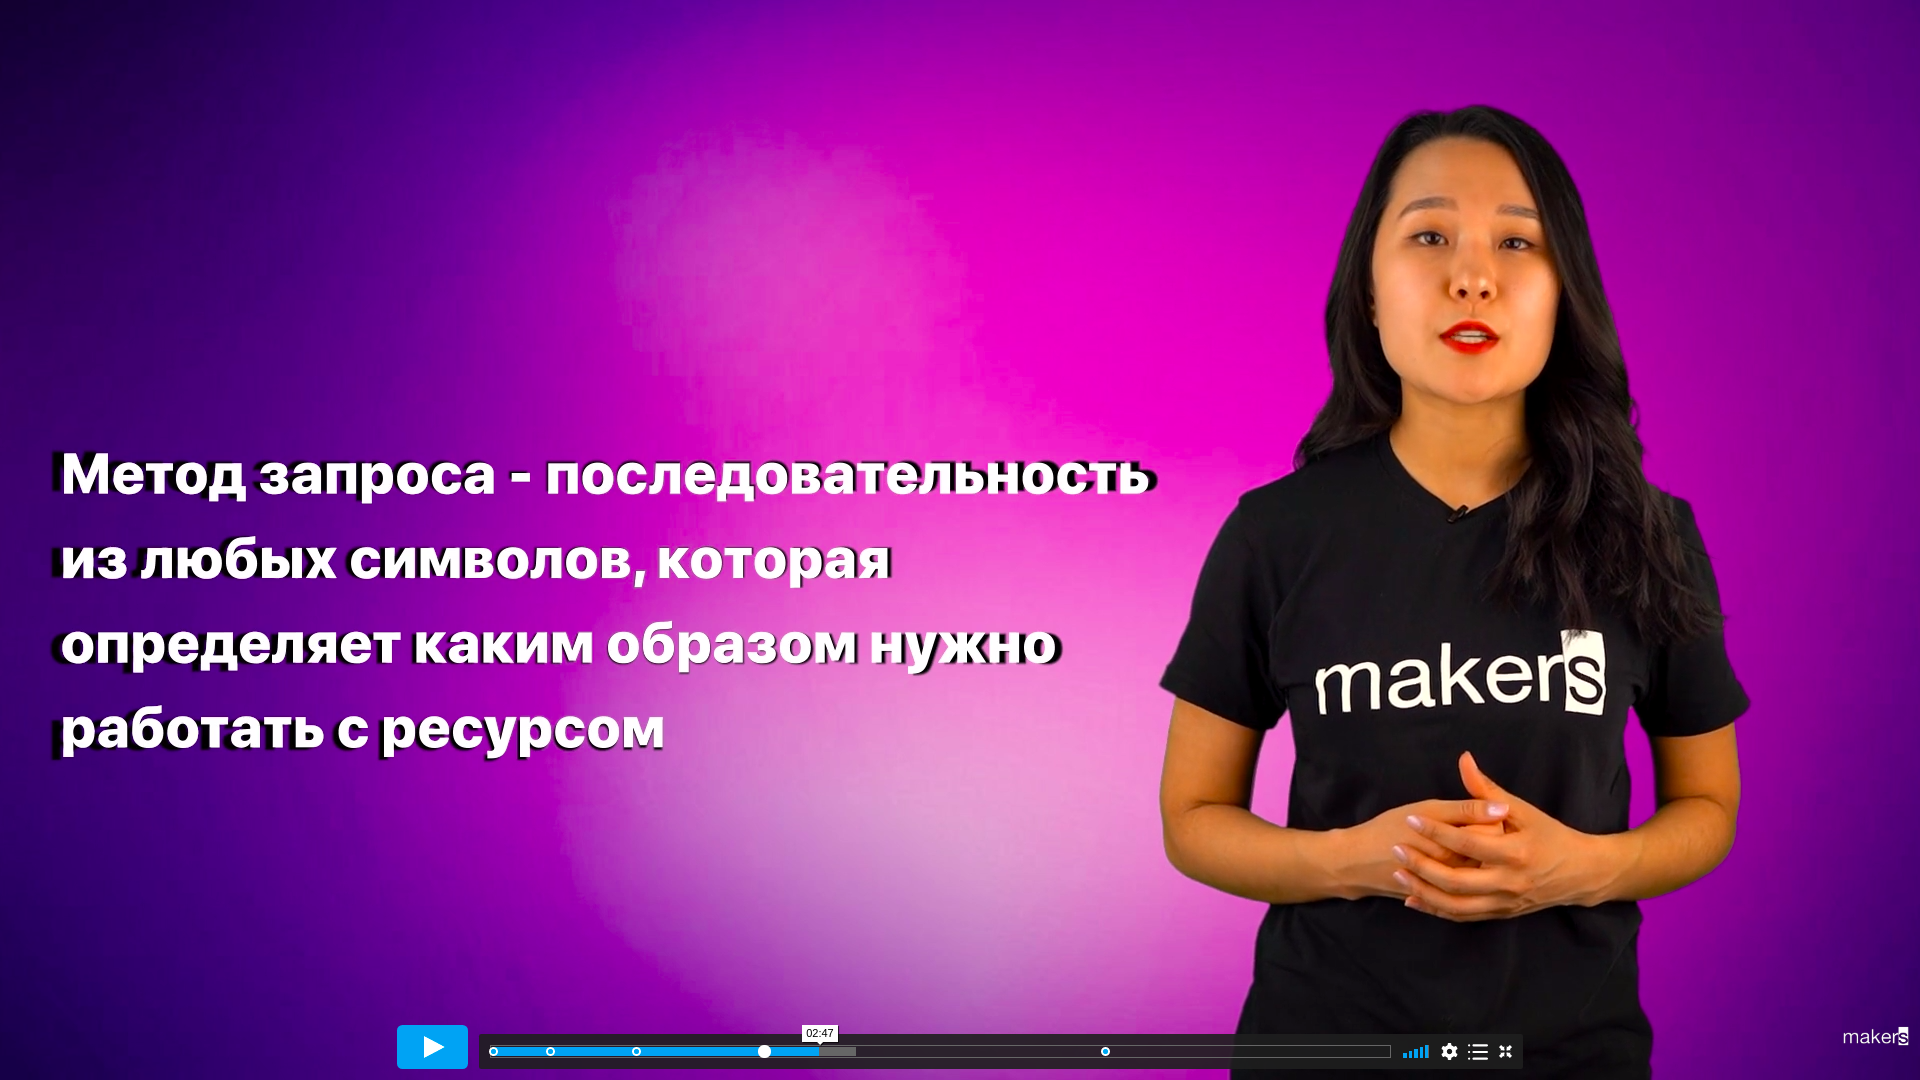 Метод запроса - последовательность
из любых символов, которая
определяет каким образом нужно
работать с ресурсом
makers
02:47
makers